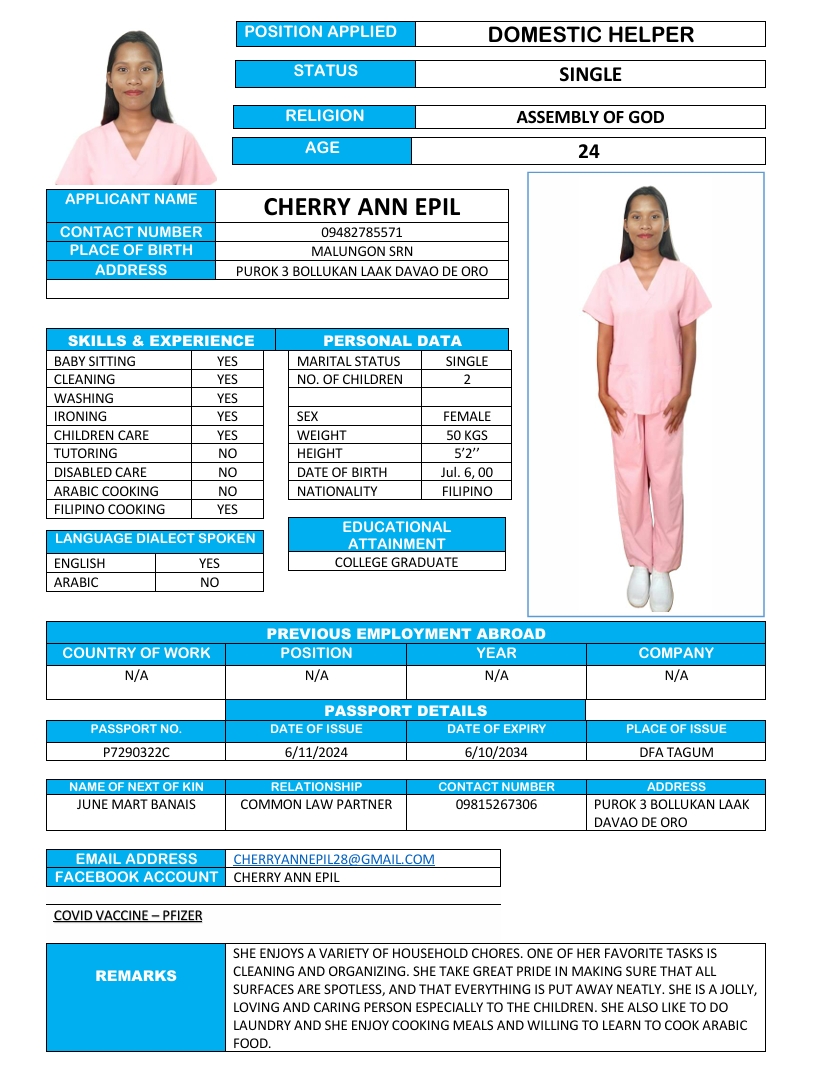 POSITION APPLIED DOMESTIC HELPER
STATUS SINGLE
RELIGION ASSEMBLY OF GOD
AGE 24
APPLICANT NAME CHERRY ANN EPIL
CONTACT NUMBER 09482785571
PLACE OF BIRTH MALUNGON SRN
ADDRESS PUROK 3 BOLLUKAN LAAK DAVAO DE ORO
SKILLS & EXPERIENCE PERSONAL DATA
BABY SITTING YES MARITAL STATUS SINGLE
CLEANING YES NO. OF CHILDREN 2
WASHING YES
IRONING YES SEX FEMALE
CHILDREN CARE YES WEIGHT 50 KGS
TUTORING NO HEIGHT 5’2’’
DISABLED CARE NO DATE OF BIRTH Jul. 6, 00
ARABIC COOKING NO NATIONALITY FILIPINO
FILIPINO COOKING YES
LANGUAGE DIALECT SPOKEN
ENGLISH YES
ARABIC NO
EDUCATIONAL
ATTAINMENT
COLLEGE GRADUATE
PREVIOUS EMPLOYMENT ABROAD
COUNTRY OF WORK POSITION YEAR COMPANY
N/A N/A N/A N/A
PASSPORT DETAILS
PASSPORT NO. DATE OF ISSUE DATE OF EXPIRY PLACE OF ISSUE
P7290322C 6/11/2024 6/10/2034 DFA TAGUM
NAME OF NEXT OF KIN RELATIONSHIP CONTACT NUMBER ADDRESS
JUNE MART BANAIS COMMON LAW PARTNER 09815267306 PUROK 3 BOLLUKAN LAAK
DAVAO DE ORO
EMAIL ADDRESS CHERRYANNEPIL28@GMAIL.COM
FACEBOOK ACCOUNT CHERRY ANN EPIL
COVID VACCINE – PFIZER
REMARKS
SHE ENJOYS A VARIETY OF HOUSEHOLD CHORES. ONE OF HER FAVORITE TASKS IS
CLEANING AND ORGANIZING. SHE TAKE GREAT PRIDE IN MAKING SURE THAT ALL
SURFACES ARE SPOTLESS, AND THAT EVERYTHING IS PUT AWAY NEATLY. SHE IS A JOLLY,
LOVING AND CARING PERSON ESPECIALLY TO THE CHILDREN. SHE ALSO LIKE TO DO
LAUNDRY AND SHE ENJOY COOKING MEALS AND WILLING TO LEARN TO COOK ARABIC
FOOD.